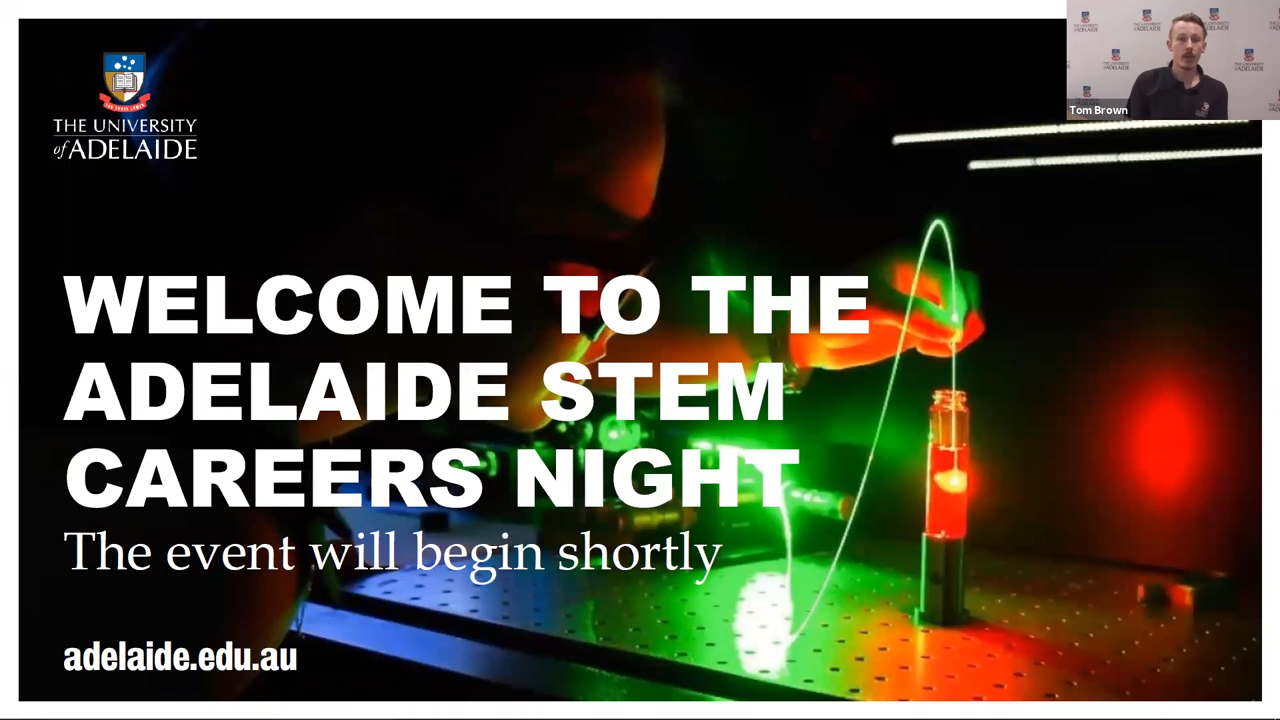 THE UNIVERSITY
of ADELAIDE
Tom Brown
WELCOME TO THE
ADELAIDE STEM
CAREERS NIGHT
The event will begin shortly
adelaide.edu.au